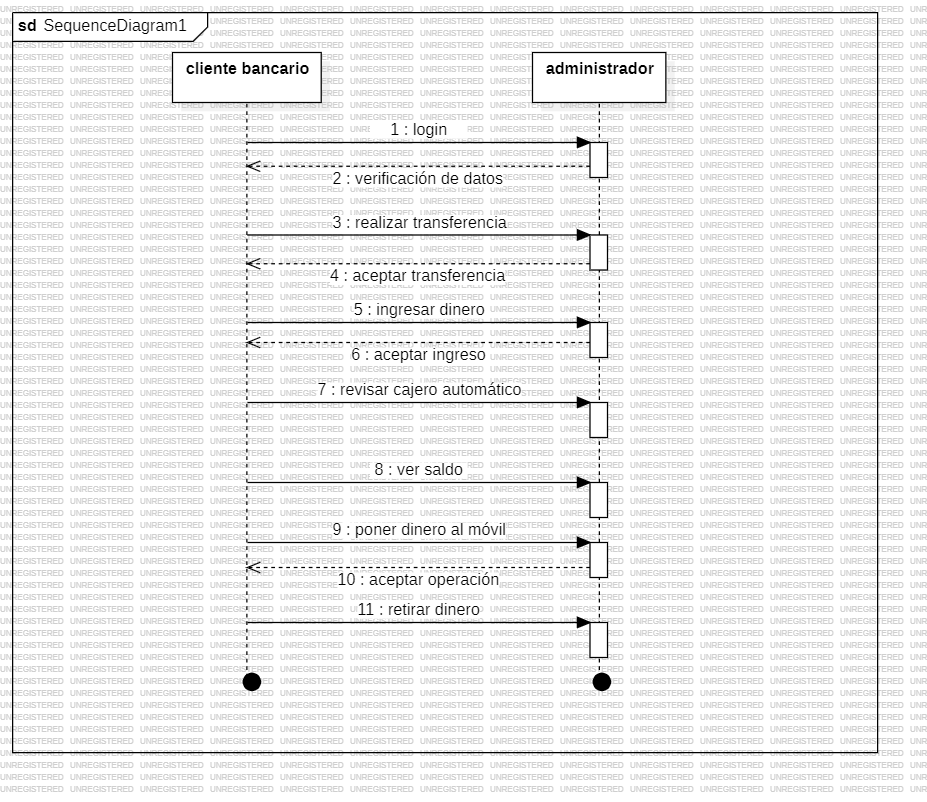 sd SequenceDiagram1
cliente bancario
administrador
1 : login
2 : verificación de datos
3 : realizar transferencia
4 : aceptar transferencia
5 : ingresar dinero
6 : aceptar ingreso
7 : revisar cajero automático
8 : ver saldo
9 : poner dinero al móvil
10 : aceptar operación
11 : retirar dinero
UNREGISTERED